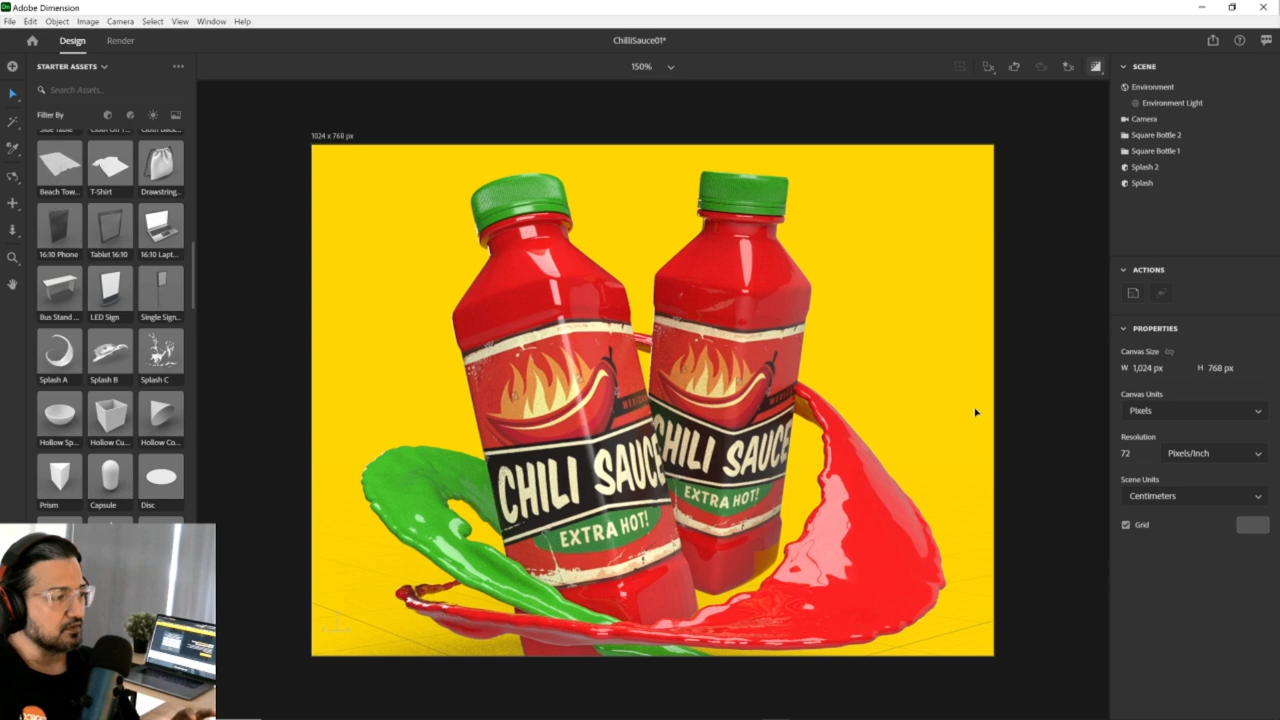 Dn Adobe Dimension
File Edit Object Image Camera Select View Window Help
Design Render ChilliSauce01*
STARTER ASSETS
150%
Search Assets...
Filter By
Beach Tow... T-Shirt Drawstring...
16:10 Phone Tablet 16:10 16:10 Lapt...
Bus Stand ... LED Sign Single Sign...
Splash A Splash B Splash C
Hollow Sp... Hollow Cu... Hollow Co...
Prism Capsule Disc
1024 x 768 px
CHILI SAUCE
EXTRA HOT!
CHILI SAUCE
EXTRA HOT!
SCENE
Environment
Environment Light
Camera
Square Bottle 2
Square Bottle 1
Splash 2
Splash
ACTIONS
PROPERTIES
Canvas Size
W 1,024 px H 768 px
Canvas Units
Pixels
Resolution
72 Pixels/Inch
Scene Units
Centimeters
Grid